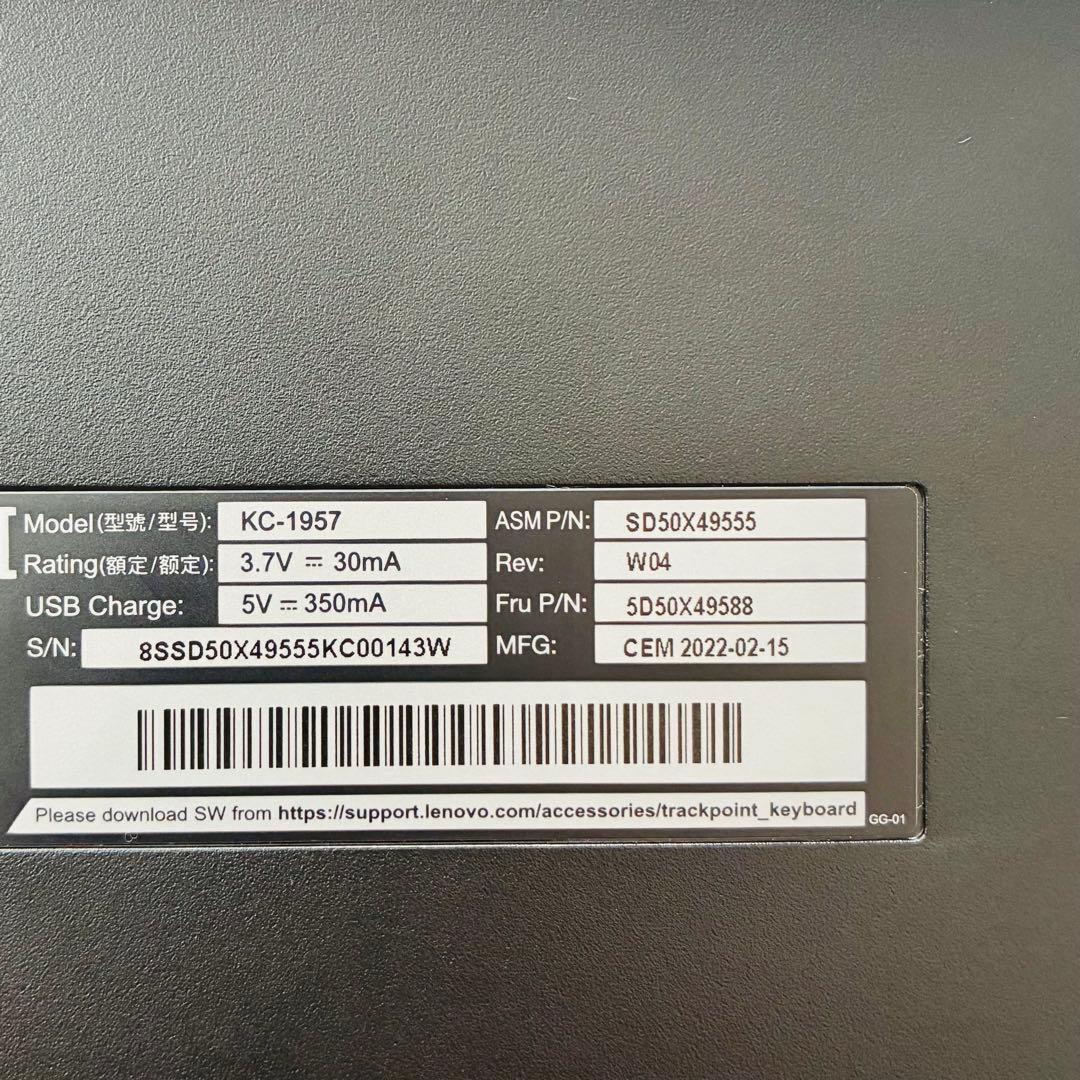 Model(型號/型号): KC-1957 ASM P/N: SD50X49555
Rating(額定/额定): 3.7V ⎓ 30mA Rev: W04
USB Charge: 5V ⎓ 350mA Fru P/N: 5D50X49588
S/N: 8SSD50X49555KC00143W MFG: CEM 2022-02-15
Please download SW from https://support.lenovo.com/accessories/trackpoint_keyboard GG-01